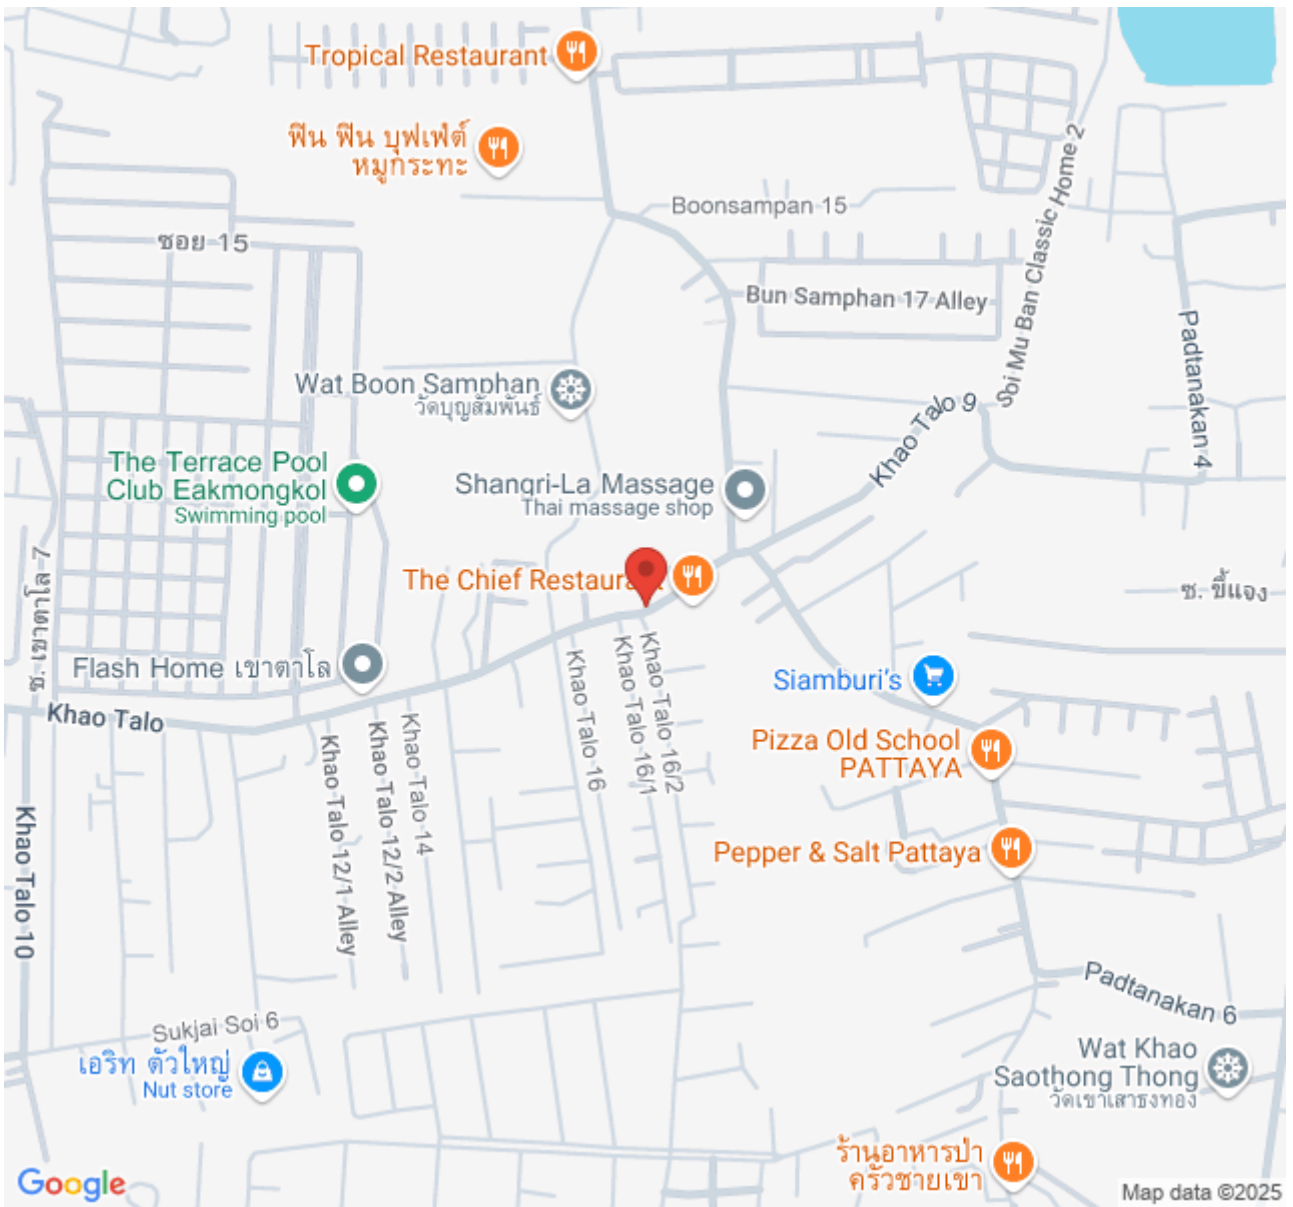 Tropical Restaurant
ฟิน ฟิน บุฟเฟ่ต์
หมูกระทะ
Boonsampan 15
Soi Mu Ban Classic Home 2
ซอย 15
Bun Samphan 17 Alley
Padtanakan 4
Wat Boon Samphan
วัดบุญสัมพันธ์
Khao Talo 9
The Terrace Pool
Club Eakmongkol
Swimming pool
Shangri-La Massage
Thai massage shop
The Chief Restaura
ซ. ขี้แจง
ซ. เขาตาโล 7
Flash Home เขาตาโล
Khao Talo
Khao Talo 16
Khao Talo 16/1
Khao Talo 16/2
Siamburi's
Pizza Old School
PATTAYA
Khao Talo 12/1 Alley
Khao Talo 12/2 Alley
Khao Talo 14
Khao Talo 10
Pepper & Salt Pattaya
Padtanakan 6
Sukjai Soi 6
เอริท ตัวใหญ่
Nut store
Wat Khao
Saothong Thong
วัดเขาเสาธงทอง
ร้านอาหารป่า
ครัวชายเขา
Google
Map data ©2025